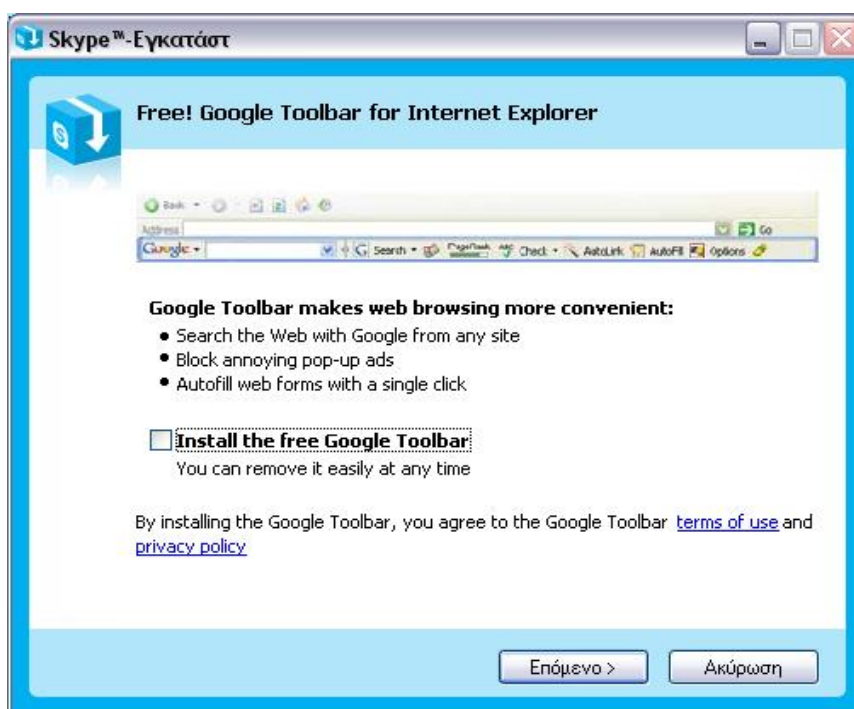 Skype™-Εγκατάστ
Free! Google Toolbar for Internet Explorer
Back
Address
Go
Google
Search
PageRank
ABC Check
AutoLink
AutoFill
Options
Google Toolbar makes web browsing more convenient:
• Search the Web with Google from any site
• Block annoying pop-up ads
• Autofill web forms with a single click
Install the free Google Toolbar
You can remove it easily at any time
By installing the Google Toolbar, you agree to the Google Toolbar terms of use and
privacy policy
Επόμενο >
Ακύρωση